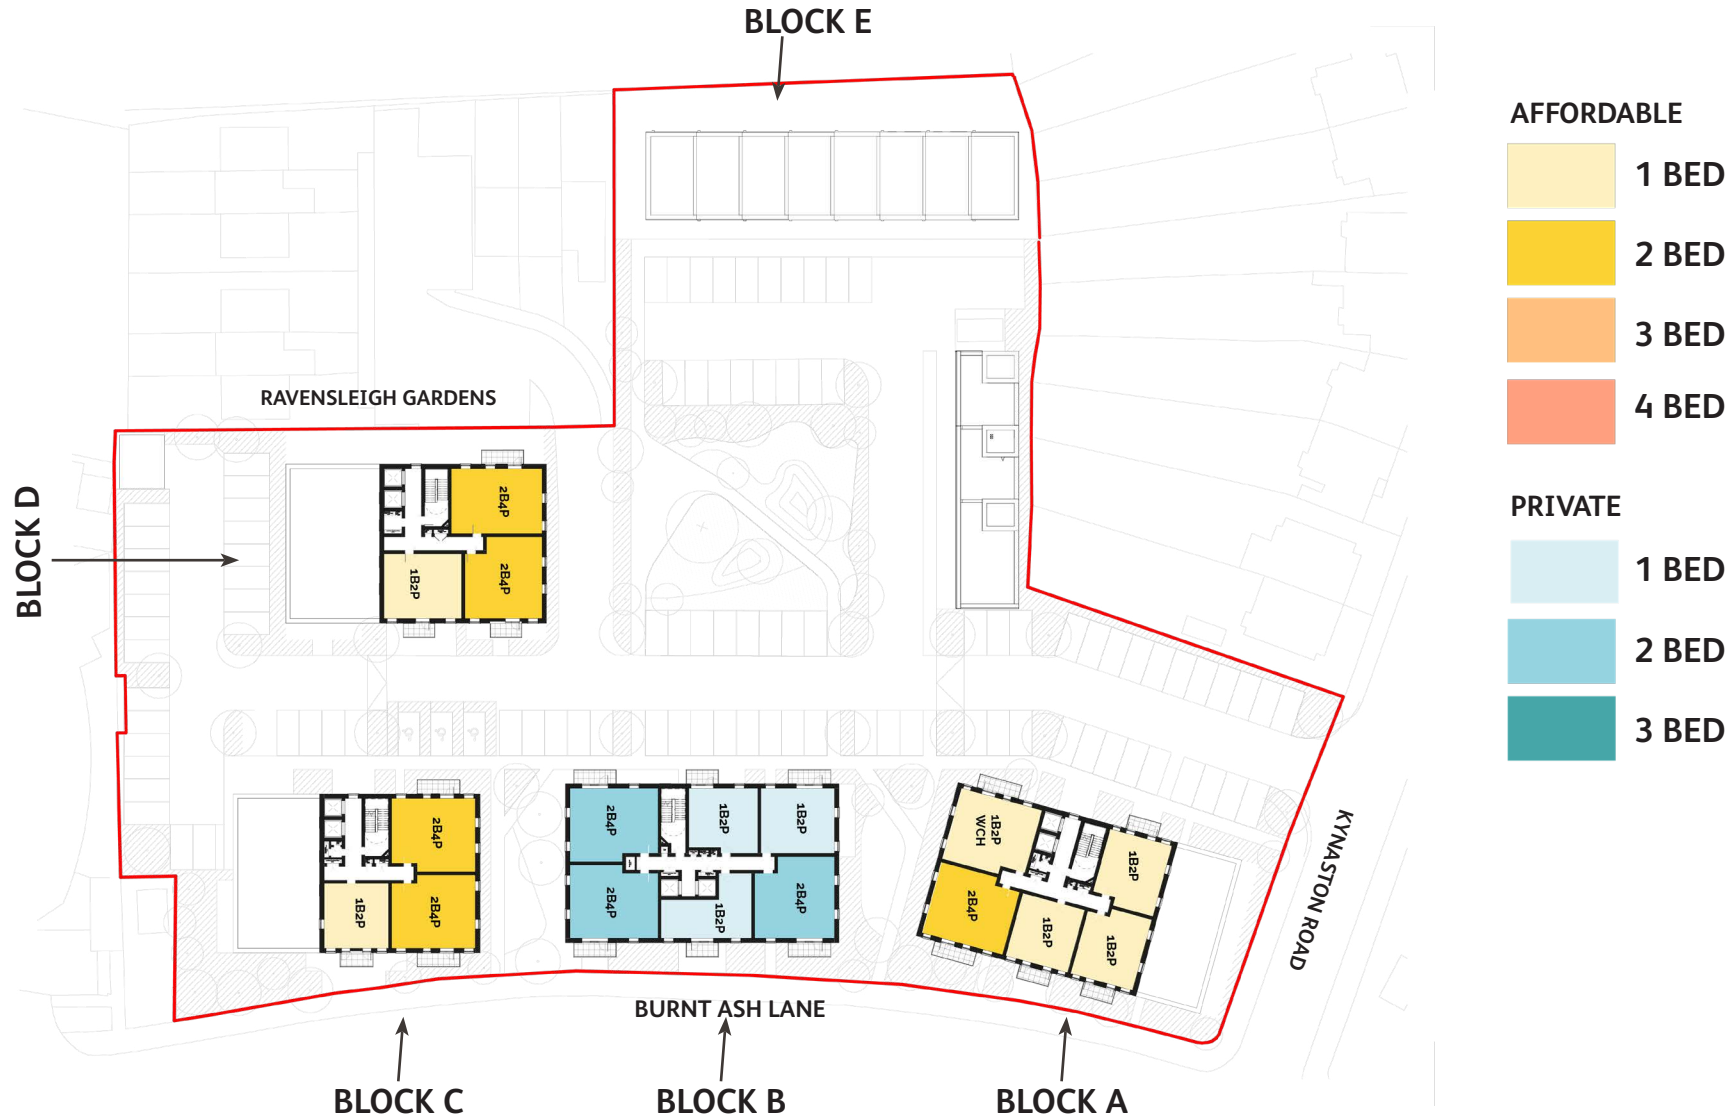 BLOCK E
AFFORDABLE
1 BED
2 BED
3 BED
4 BED
PRIVATE
1 BED
2 BED
3 BED
RAVENSLEIGH GARDENS
BLOCK D
2B4P
2B4P
1B2P
2B4P
2B4P
1B2P
2B4P
1B2P
1B2P
2B4P
1B2P
2B4P
1B2P
WCH
1B2P
2B4P
1B2P
1B2P
KYNASTON ROAD
BURNT ASH LANE
BLOCK C
BLOCK B
BLOCK A